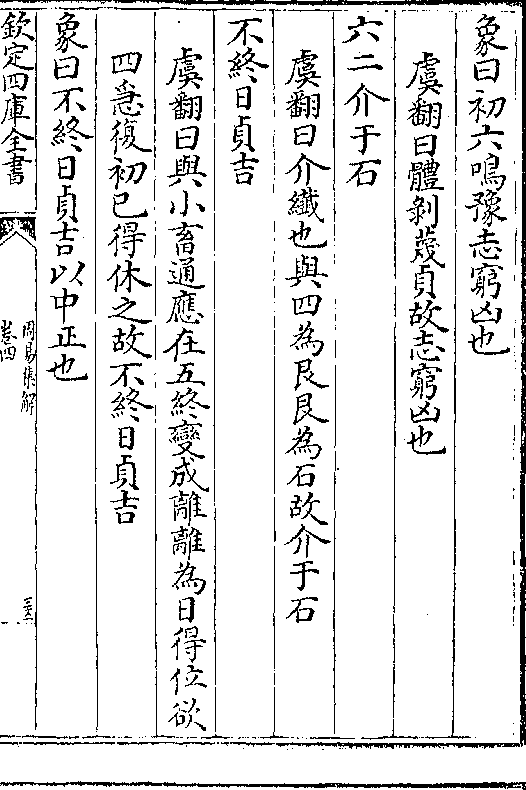 象曰初六鳴豫志窮凶也
虞翻曰體剝蔑貞故志窮凶也
六二介于石
虞翻曰介纎也與四為艮艮為石故介于石
不終日貞吉
虞翻曰與小畜通應在五終變成離離為日得位欲
四急復初已得休之故不終日貞吉
象曰不終日貞吉以中正也
欽定四庫全書
周易集解
卷四